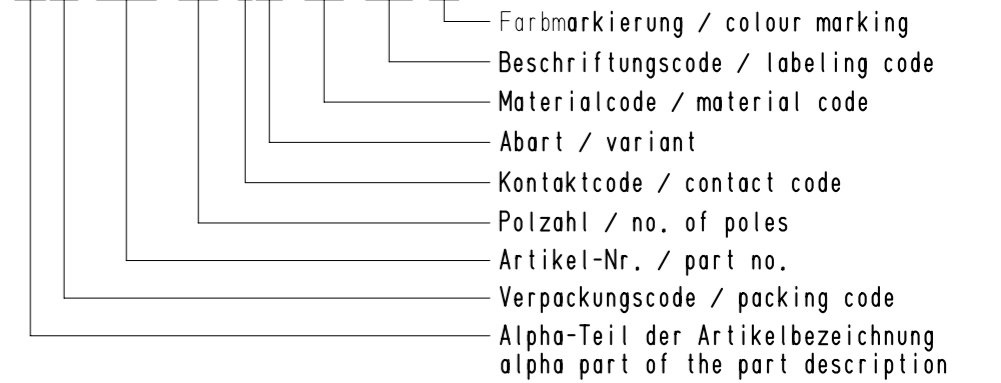 Farbmarkierung / colour marking
Beschriftungscode / labeling code
Materialcode / material code
Abart / variant
Kontaktcode / contact code
Polzahl / no. of poles
Artikel-Nr. / part no.
Verpackungscode / packing code
Alpha-Teil der Artikelbezeichnung
alpha part of the part description